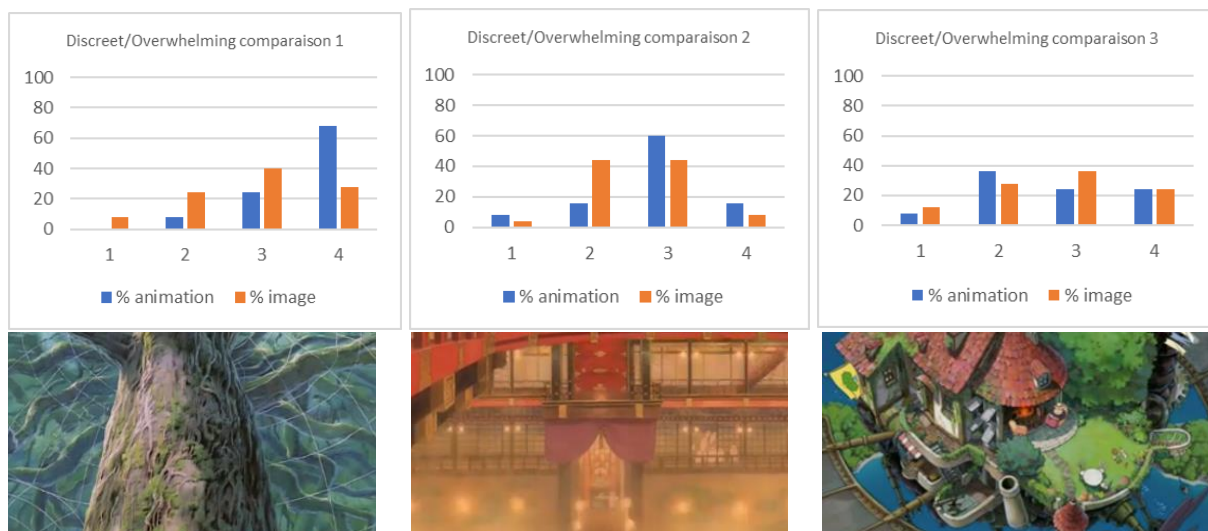 Discreet/Overwhelming comparaison 1
100
80
60
40
20
0
1 2 3 4
% animation % image
Discreet/Overwhelming comparaison 2
100
80
60
40
20
0
1 2 3 4
% animation % image
Discreet/Overwhelming comparaison 3
100
80
60
40
20
0
1 2 3 4
% animation % image